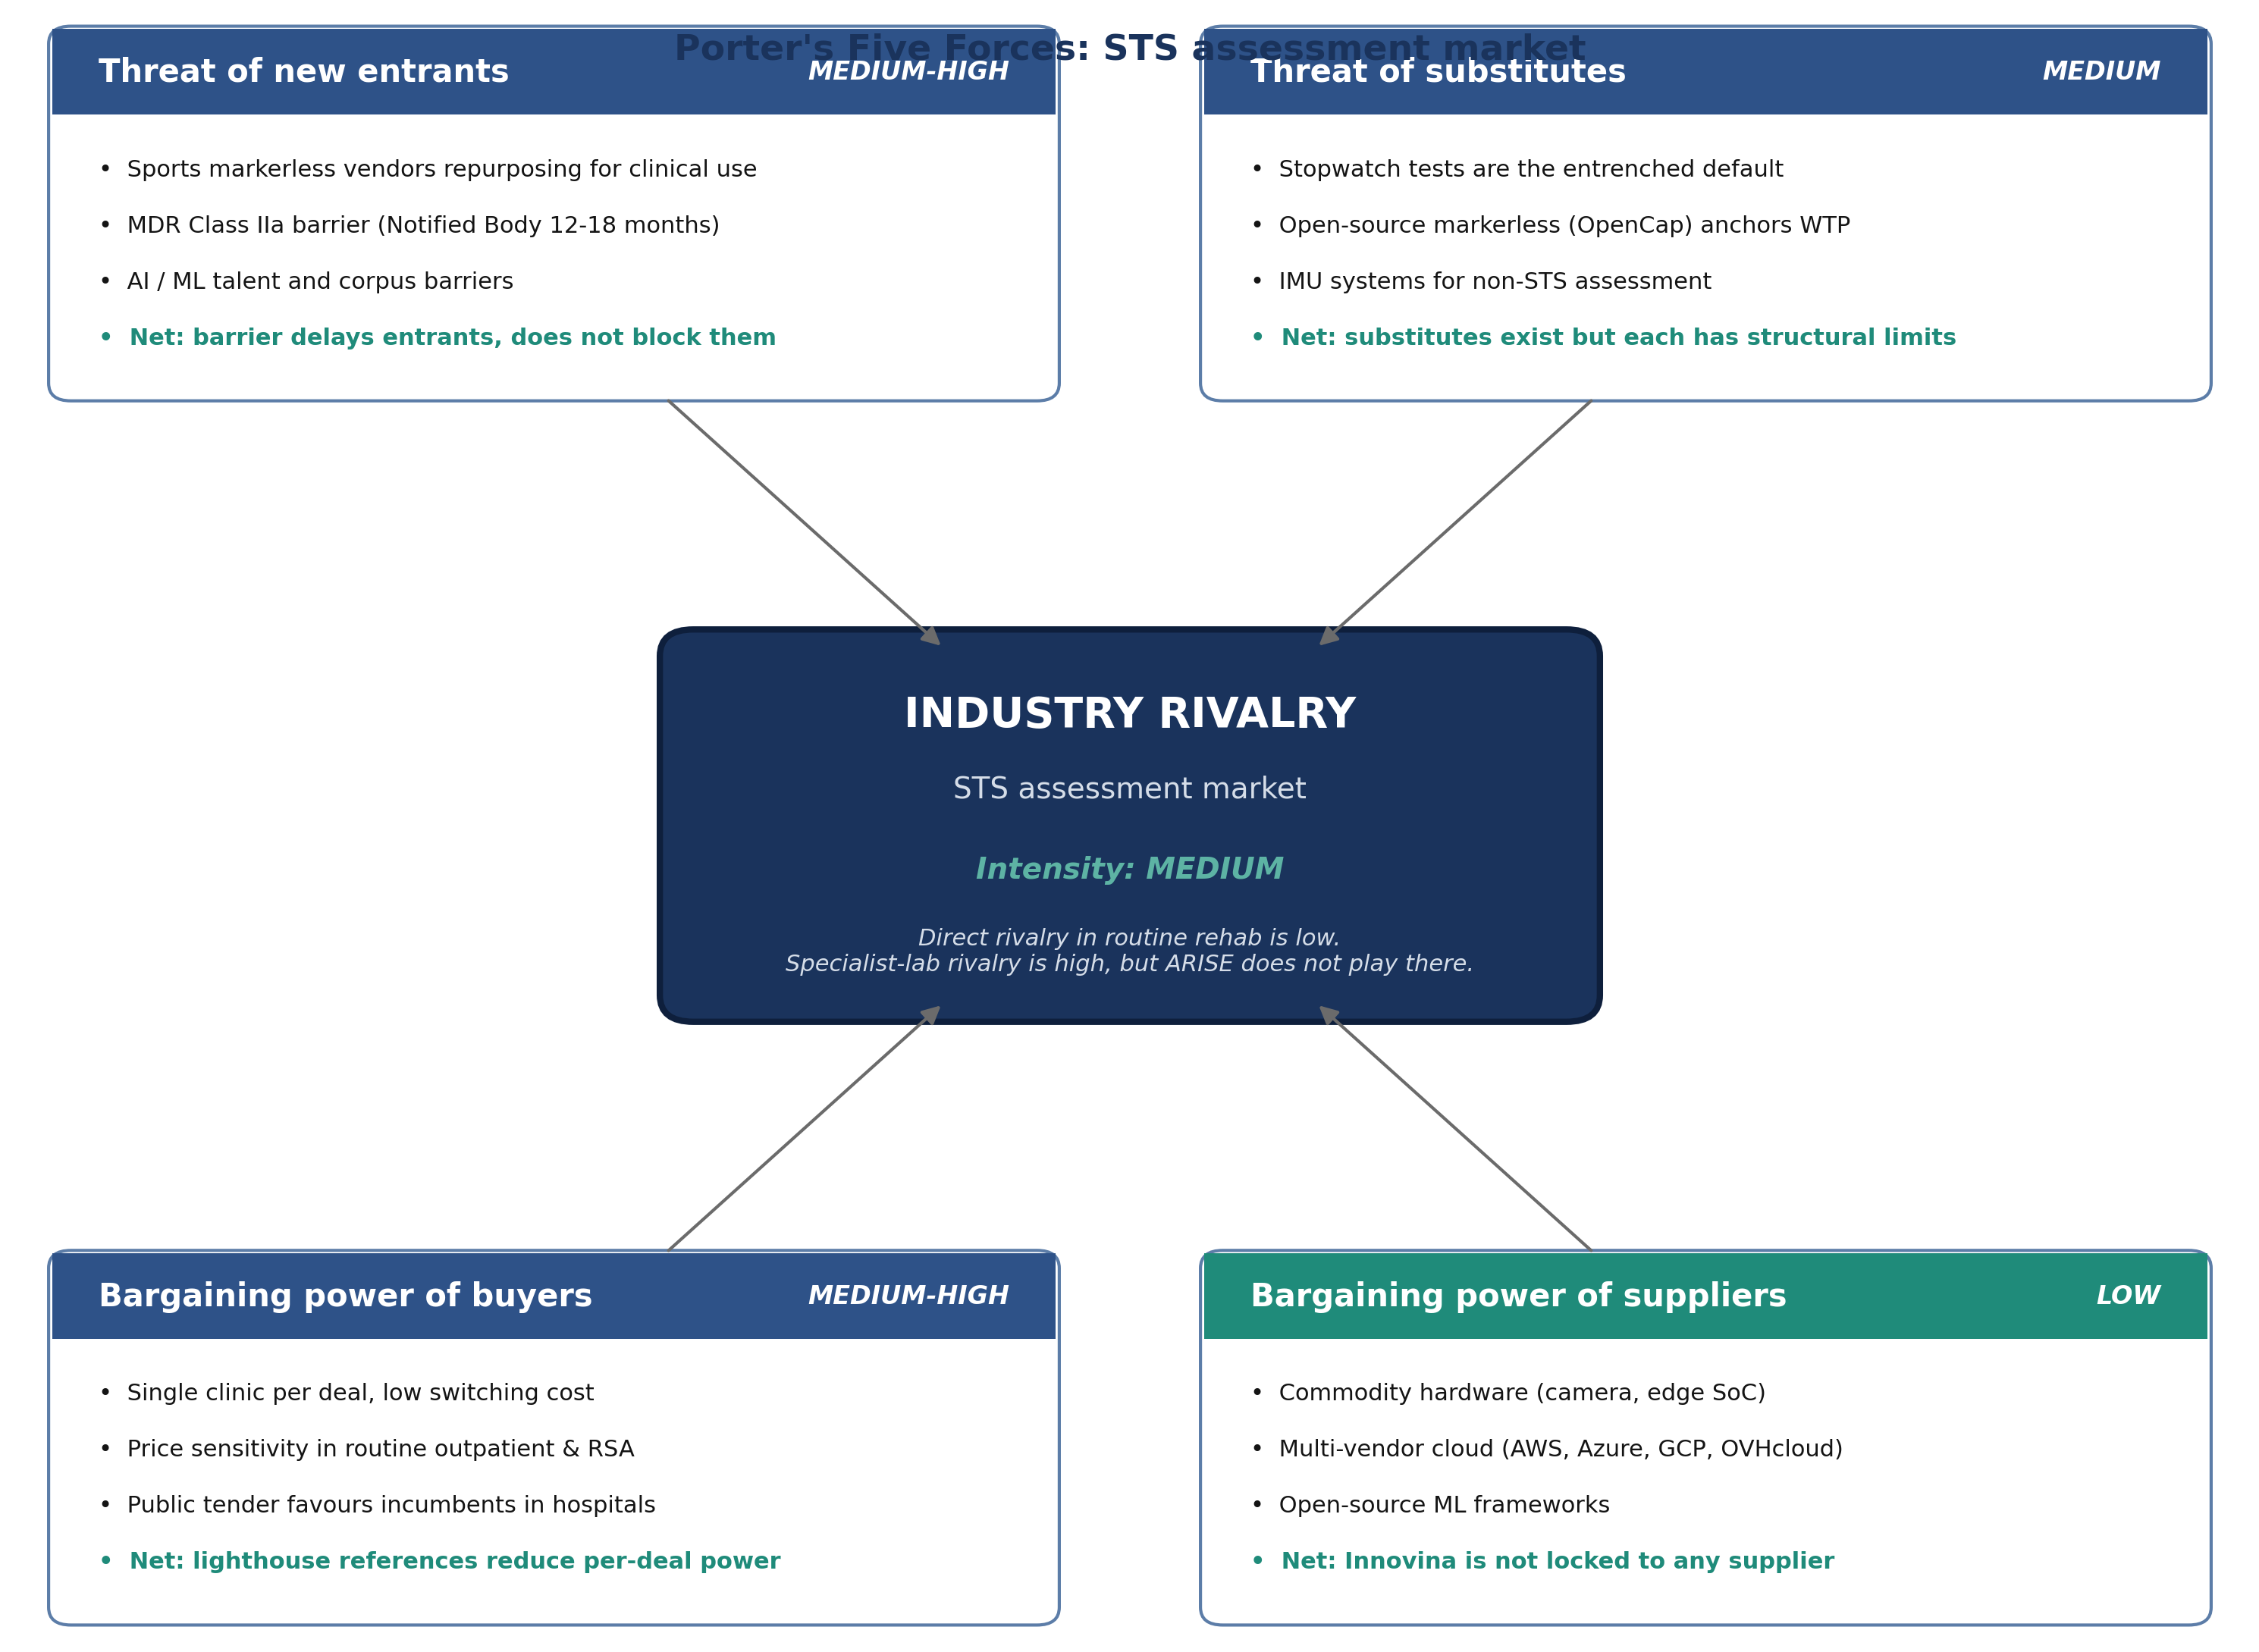 Porter's Five Forces: STS assessment market
Threat of new entrants
MEDIUM-HIGH
• Sports markerless vendors repurposing for clinical use
• MDR Class IIa barrier (Notified Body 12-18 months)
• AI / ML talent and corpus barriers
• Net: barrier delays entrants, does not block them
Threat of substitutes
MEDIUM
• Stopwatch tests are the entrenched default
• Open-source markerless (OpenCap) anchors WTP
• IMU systems for non-STS assessment
• Net: substitutes exist but each has structural limits
INDUSTRY RIVALRY
STS assessment market
Intensity: MEDIUM
Direct rivalry in routine rehab is low.
Specialist-lab rivalry is high, but ARISE does not play there.
Bargaining power of buyers
MEDIUM-HIGH
• Single clinic per deal, low switching cost
• Price sensitivity in routine outpatient & RSA
• Public tender favours incumbents in hospitals
• Net: lighthouse references reduce per-deal power
Bargaining power of suppliers
LOW
• Commodity hardware (camera, edge SoC)
• Multi-vendor cloud (AWS, Azure, GCP, OVHcloud)
• Open-source ML frameworks
• Net: Innovina is not locked to any supplier